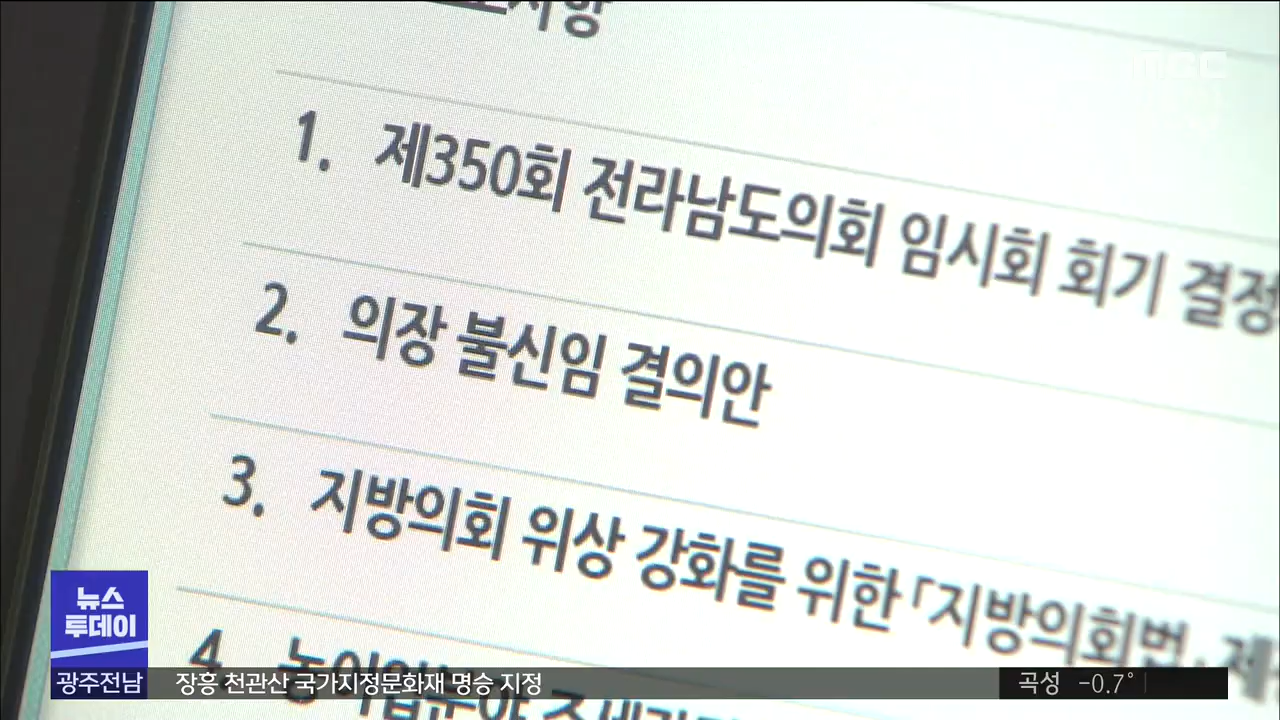 MBC
1. 제350회 전라남도의회 임시회 회기 결정
2. 의장 불신임 결의안
3. 지방의회 위상 강화를 위한 「지방의회법」 제
4.
뉴스
투데이
광주전남
장흥 천관산 국가지정문화재 명승 지정
곡성 -0.7°